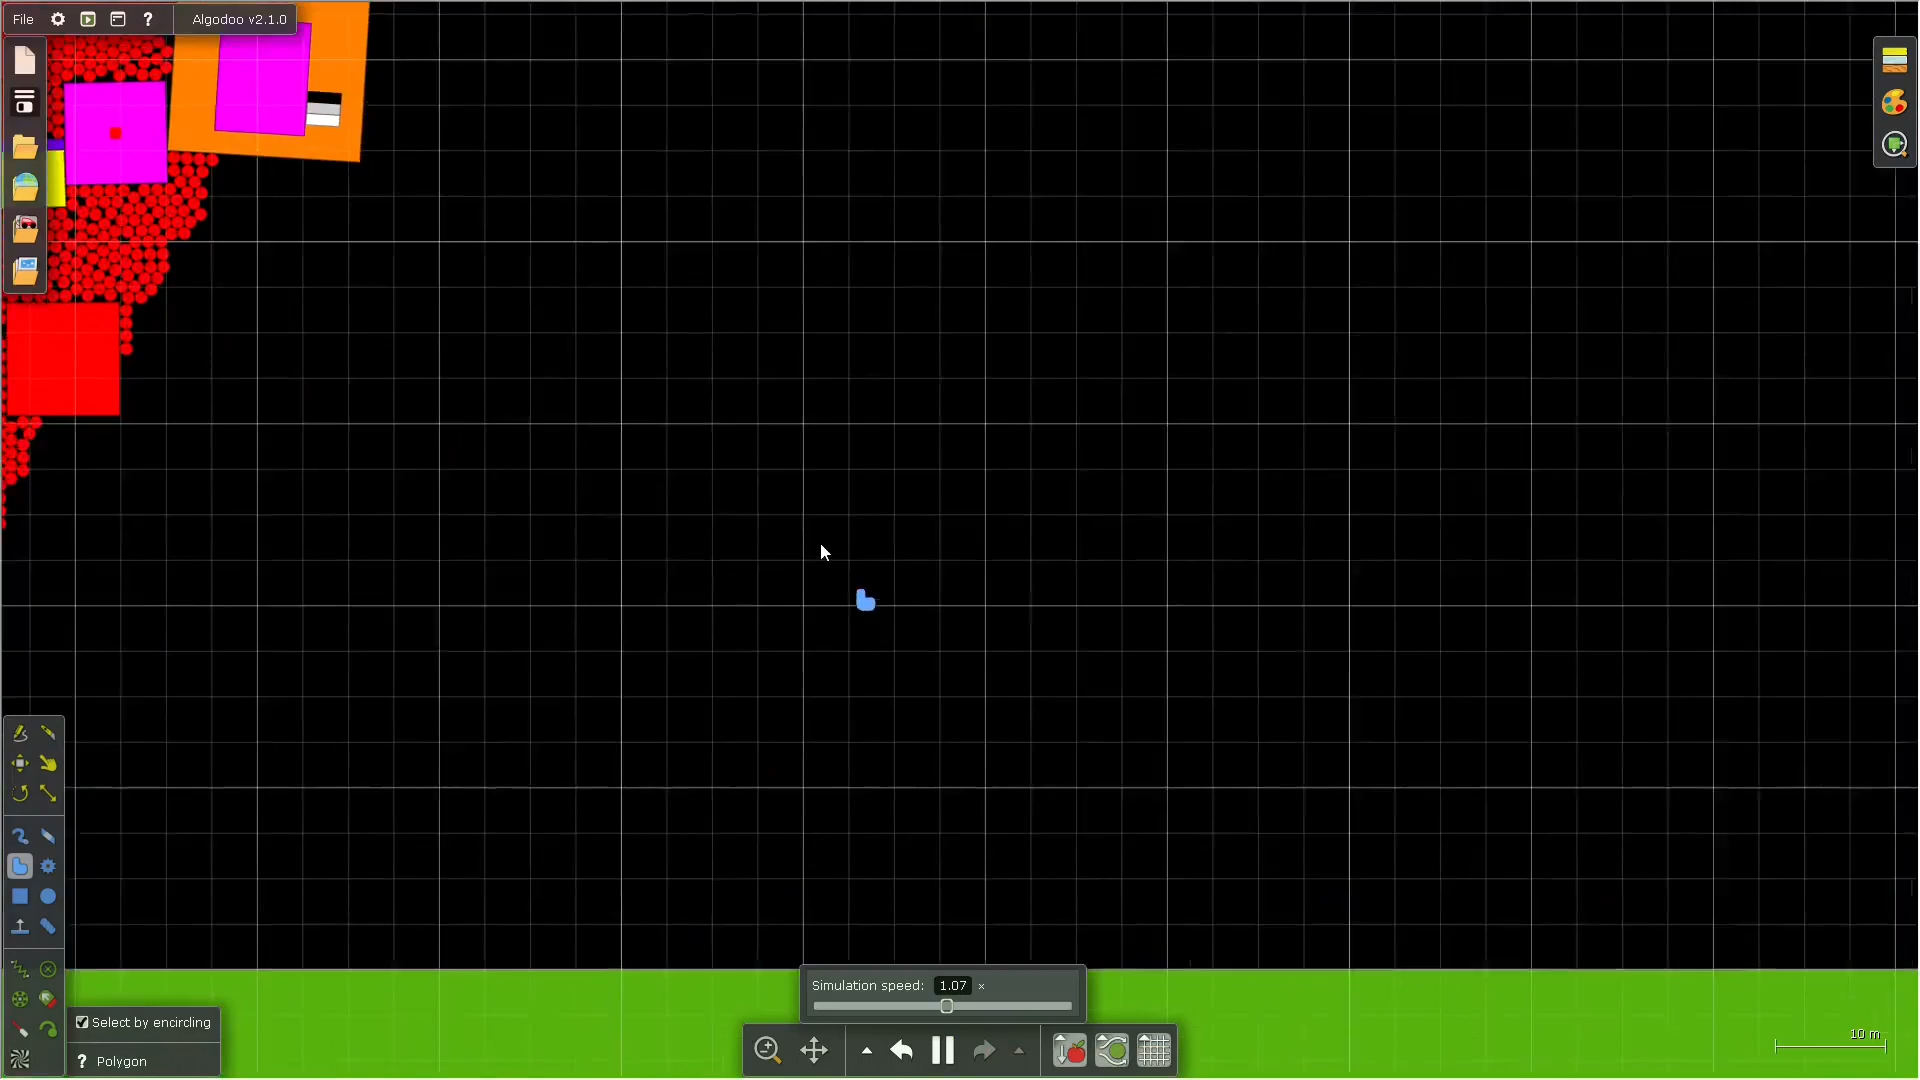 File ? Algodoo v2.1.0
Simulation speed: 1.07 ×
Select by encircling
? Polygon
10 m